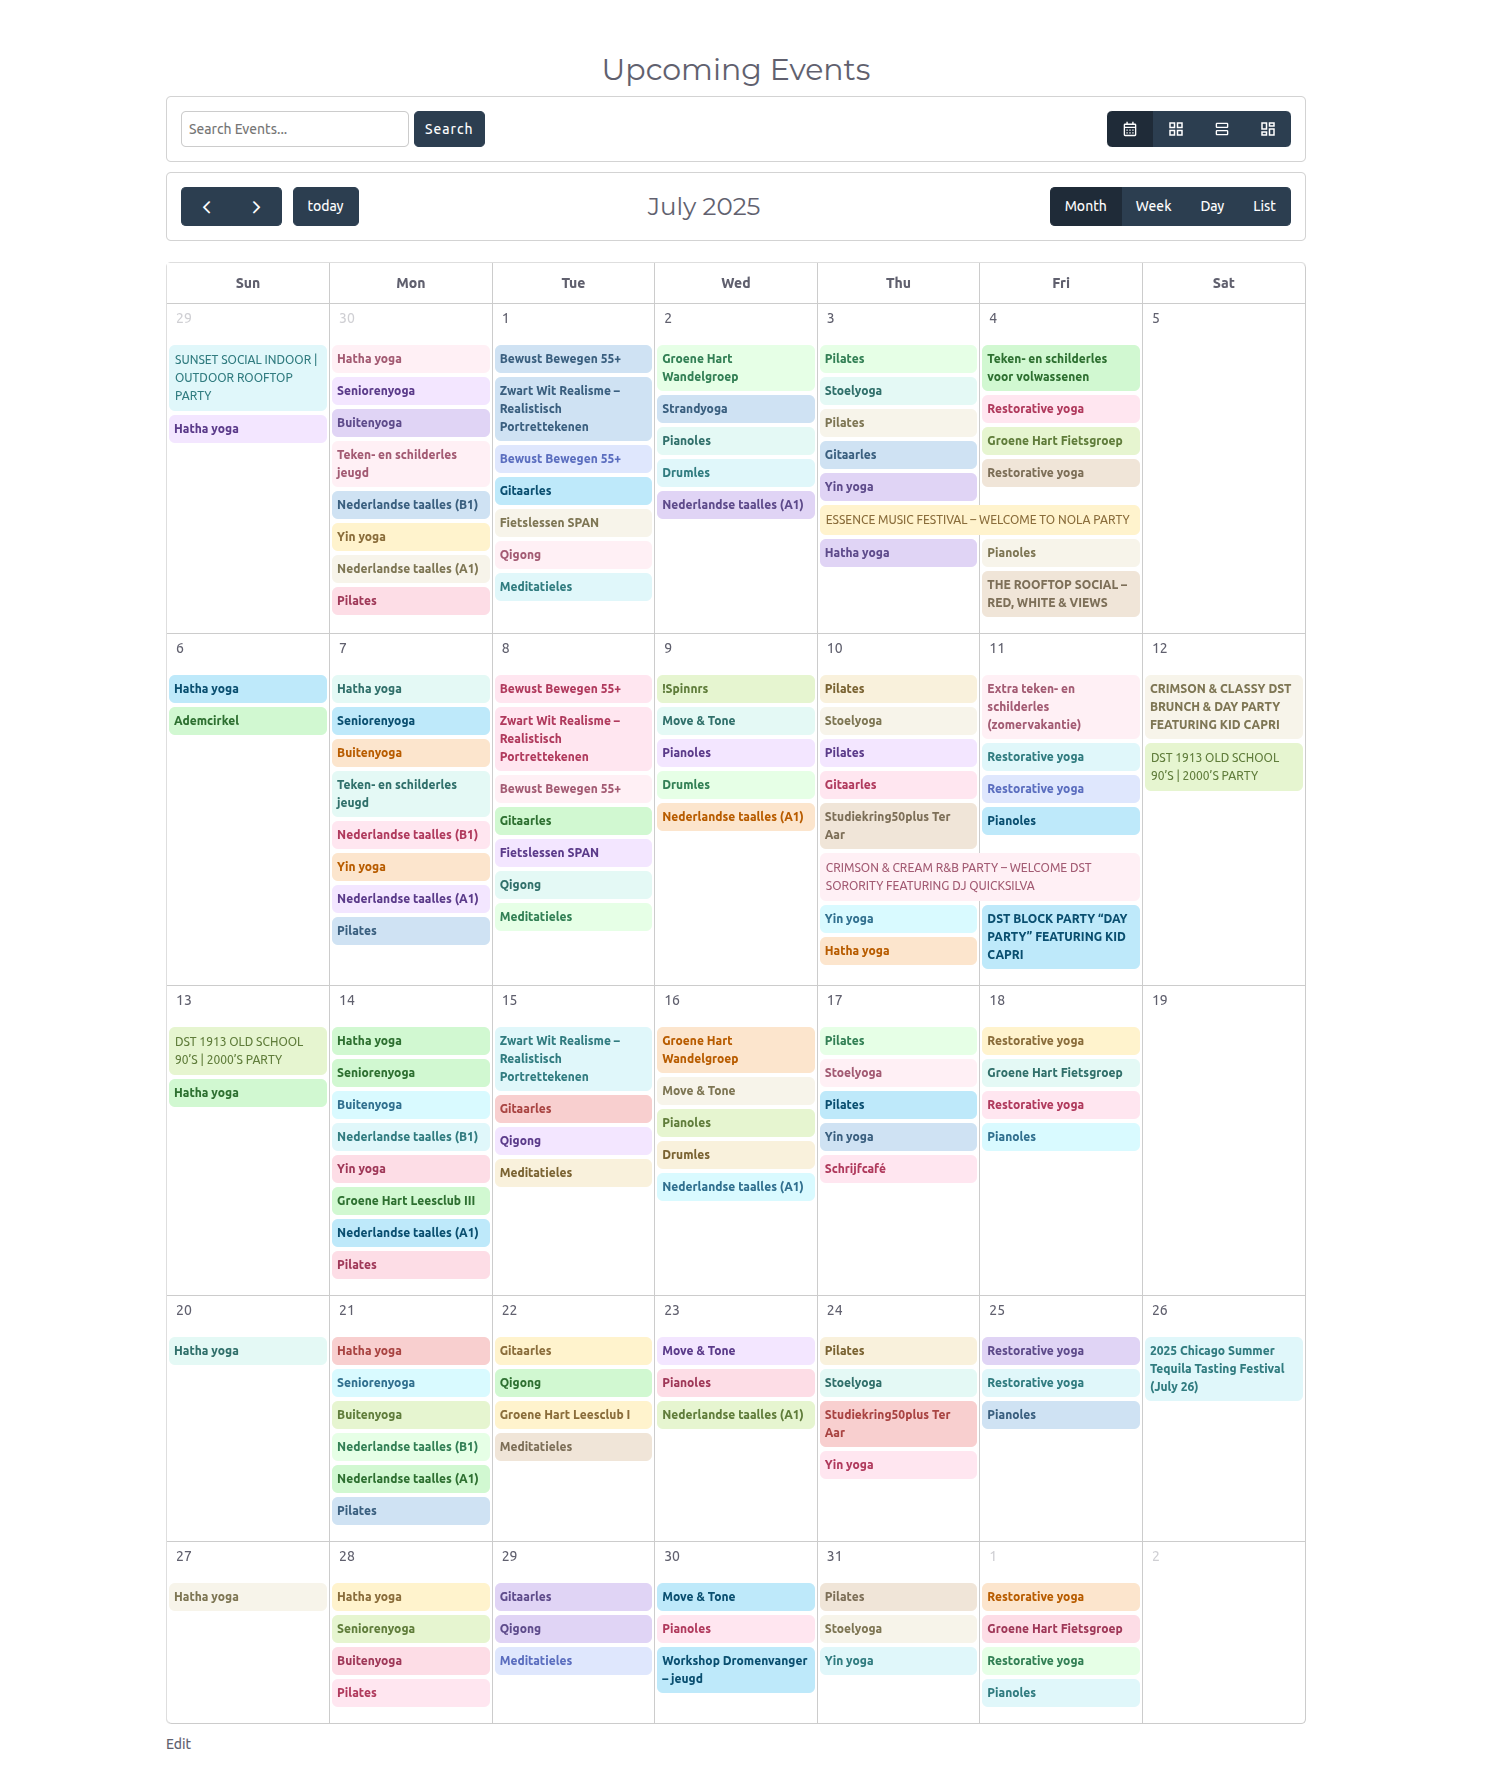 Upcoming Events
Search Events...
Search
today
July 2025
Month
Week
Day
List
Sun
Mon
Tue
Wed
Thu
Fri
Sat
29
SUNSET SOCIAL INDOOR |
OUTDOOR ROOFTOP
PARTY
Hatha yoga
30
Hatha yoga
Seniorenyoga
Buitenyoga
Teken- en schilderles
jeugd
Nederlandse taalles (B1)
Yin yoga
Nederlandse taalles (A1)
Pilates
1
Bewust Bewegen 55+
Zwart Wit Realisme –
Realistisch
Portrettekenen
Bewust Bewegen 55+
Gitaarles
Fietslessen SPAN
Qigong
Meditatieles
2
Groene Hart
Wandelgroep
Strandyoga
Pianoles
Drumles
Nederlandse taalles (A1)
3
Pilates
Stoelyoga
Pilates
Gitaarles
Yin yoga
ESSENCE MUSIC FESTIVAL – WELCOME TO NOLA PARTY
Hatha yoga
4
Teken- en schilderles
voor volwassenen
Restorative yoga
Groene Hart Fietsgroep
Restorative yoga
Pianoles
THE ROOFTOP SOCIAL –
RED, WHITE & VIEWS
5
6
Hatha yoga
Ademcirkel
7
Hatha yoga
Seniorenyoga
Buitenyoga
Teken- en schilderles
jeugd
Nederlandse taalles (B1)
Yin yoga
Nederlandse taalles (A1)
Pilates
8
Bewust Bewegen 55+
Zwart Wit Realisme –
Realistisch
Portrettekenen
Bewust Bewegen 55+
Gitaarles
Fietslessen SPAN
Qigong
Meditatieles
9
!Spinnrs
Move & Tone
Pianoles
Drumles
Nederlandse taalles (A1)
10
Pilates
Stoelyoga
Pilates
Gitaarles
Studiekring50plus Ter
Aar
CRIMSON & CREAM R&B PARTY – WELCOME DST
SORORITY FEATURING DJ QUICKSILVA
Yin yoga
Hatha yoga
11
Extra teken- en
schilderles
(zomervakantie)
Restorative yoga
Restorative yoga
Pianoles
DST BLOCK PARTY “DAY
PARTY” FEATURING KID
CAPRI
12
CRIMSON & CLASSY DST
BRUNCH & DAY PARTY
FEATURING KID CAPRI
DST 1913 OLD SCHOOL
90’S | 2000’S PARTY
13
DST 1913 OLD SCHOOL
90’S | 2000’S PARTY
Hatha yoga
14
Hatha yoga
Seniorenyoga
Buitenyoga
Nederlandse taalles (B1)
Yin yoga
Groene Hart Leesclub III
Nederlandse taalles (A1)
Pilates
15
Zwart Wit Realisme –
Realistisch
Portrettekenen
Gitaarles
Qigong
Meditatieles
16
Groene Hart
Wandelgroep
Move & Tone
Pianoles
Drumles
Nederlandse taalles (A1)
17
Pilates
Stoelyoga
Pilates
Yin yoga
Schrijfcafé
18
Restorative yoga
Groene Hart Fietsgroep
Restorative yoga
Pianoles
19
20
Hatha yoga
21
Hatha yoga
Seniorenyoga
Buitenyoga
Nederlandse taalles (B1)
Nederlandse taalles (A1)
Pilates
22
Gitaarles
Qigong
Groene Hart Leesclub I
Meditatieles
23
Move & Tone
Pianoles
Nederlandse taalles (A1)
24
Pilates
Stoelyoga
Studiekring50plus Ter
Aar
Yin yoga
25
Restorative yoga
Restorative yoga
Pianoles
26
2025 Chicago Summer
Tequila Tasting Festival
(July 26)
27
Hatha yoga
28
Hatha yoga
Seniorenyoga
Buitenyoga
Pilates
29
Gitaarles
Qigong
Meditatieles
30
Move & Tone
Pianoles
Workshop Dromenvanger
– jeugd
31
Pilates
Stoelyoga
Yin yoga
1
Restorative yoga
Groene Hart Fietsgroep
Restorative yoga
Pianoles
2
Edit